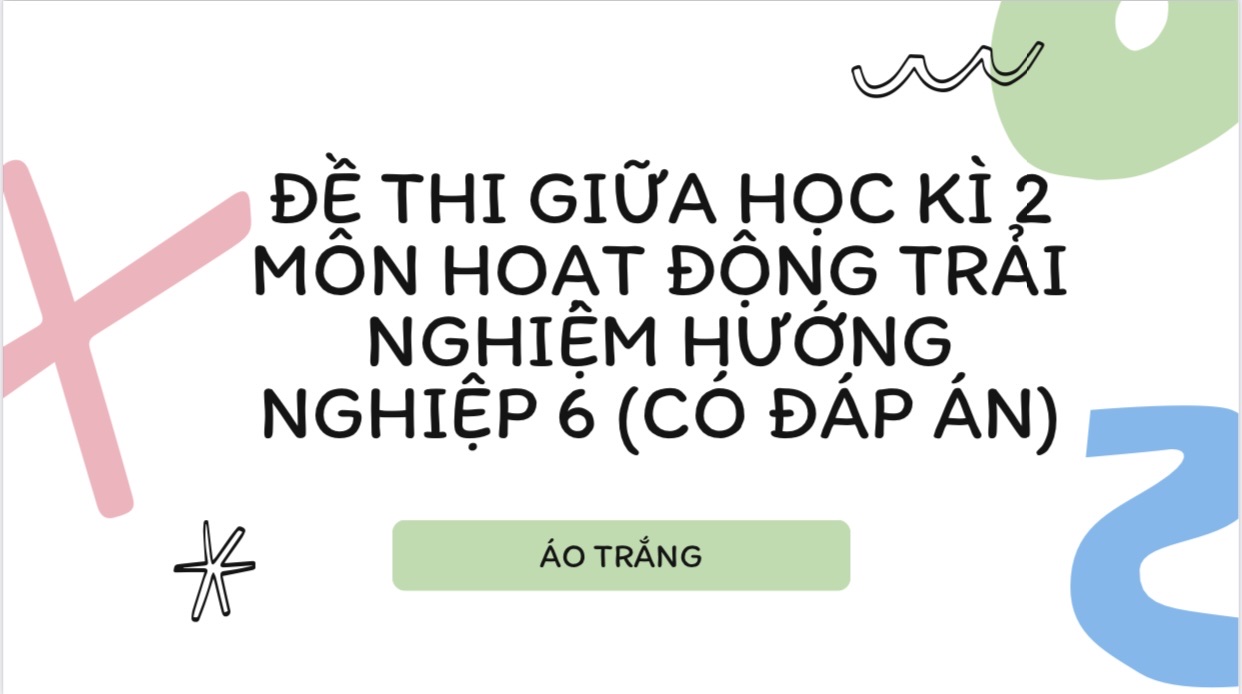 ĐỀ THI GIỮA HỌC KÌ 2
MÔN HOẠT ĐỘNG TRẢI
NGHIỆM HƯỚNG
NGHIỆP 6 (CÓ ĐÁP ÁN)
ÁO TRẮNG